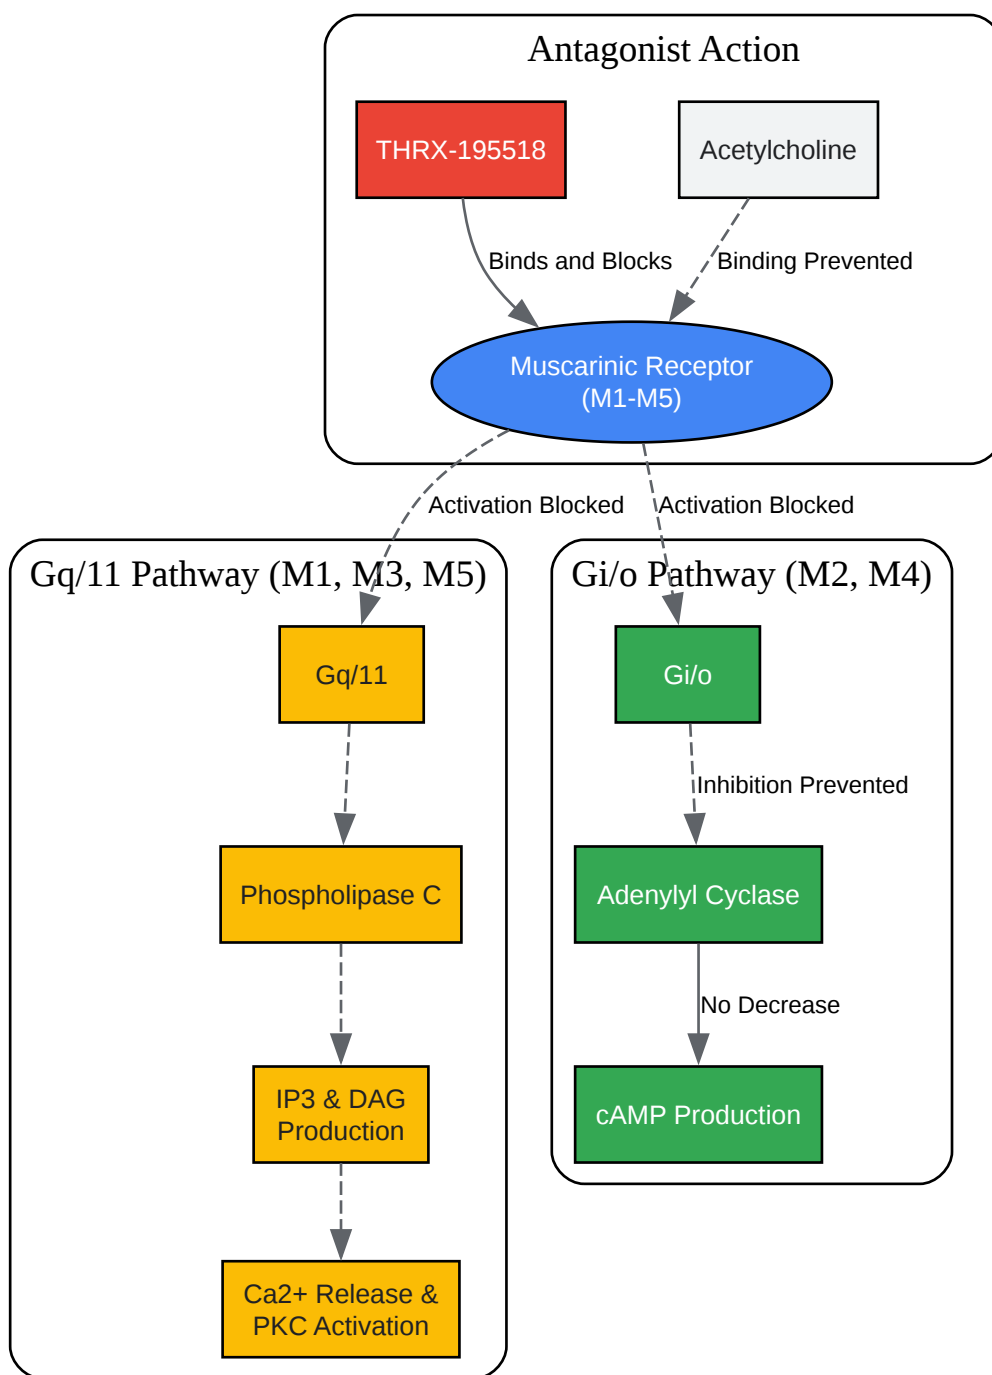 Antagonist Action
THRX-195518
Acetylcholine
Binds and Blocks
Binding Prevented
Muscarinic Receptor
(M1-M5)
Activation Blocked
Activation Blocked
Gq/11 Pathway (M1, M3, M5)
Gq/11
Phospholipase C
IP3 & DAG
Production
Ca2+ Release &
PKC Activation
Gi/o Pathway (M2, M4)
Gi/o
Inhibition Prevented
Adenylyl Cyclase
No Decrease
cAMP Production